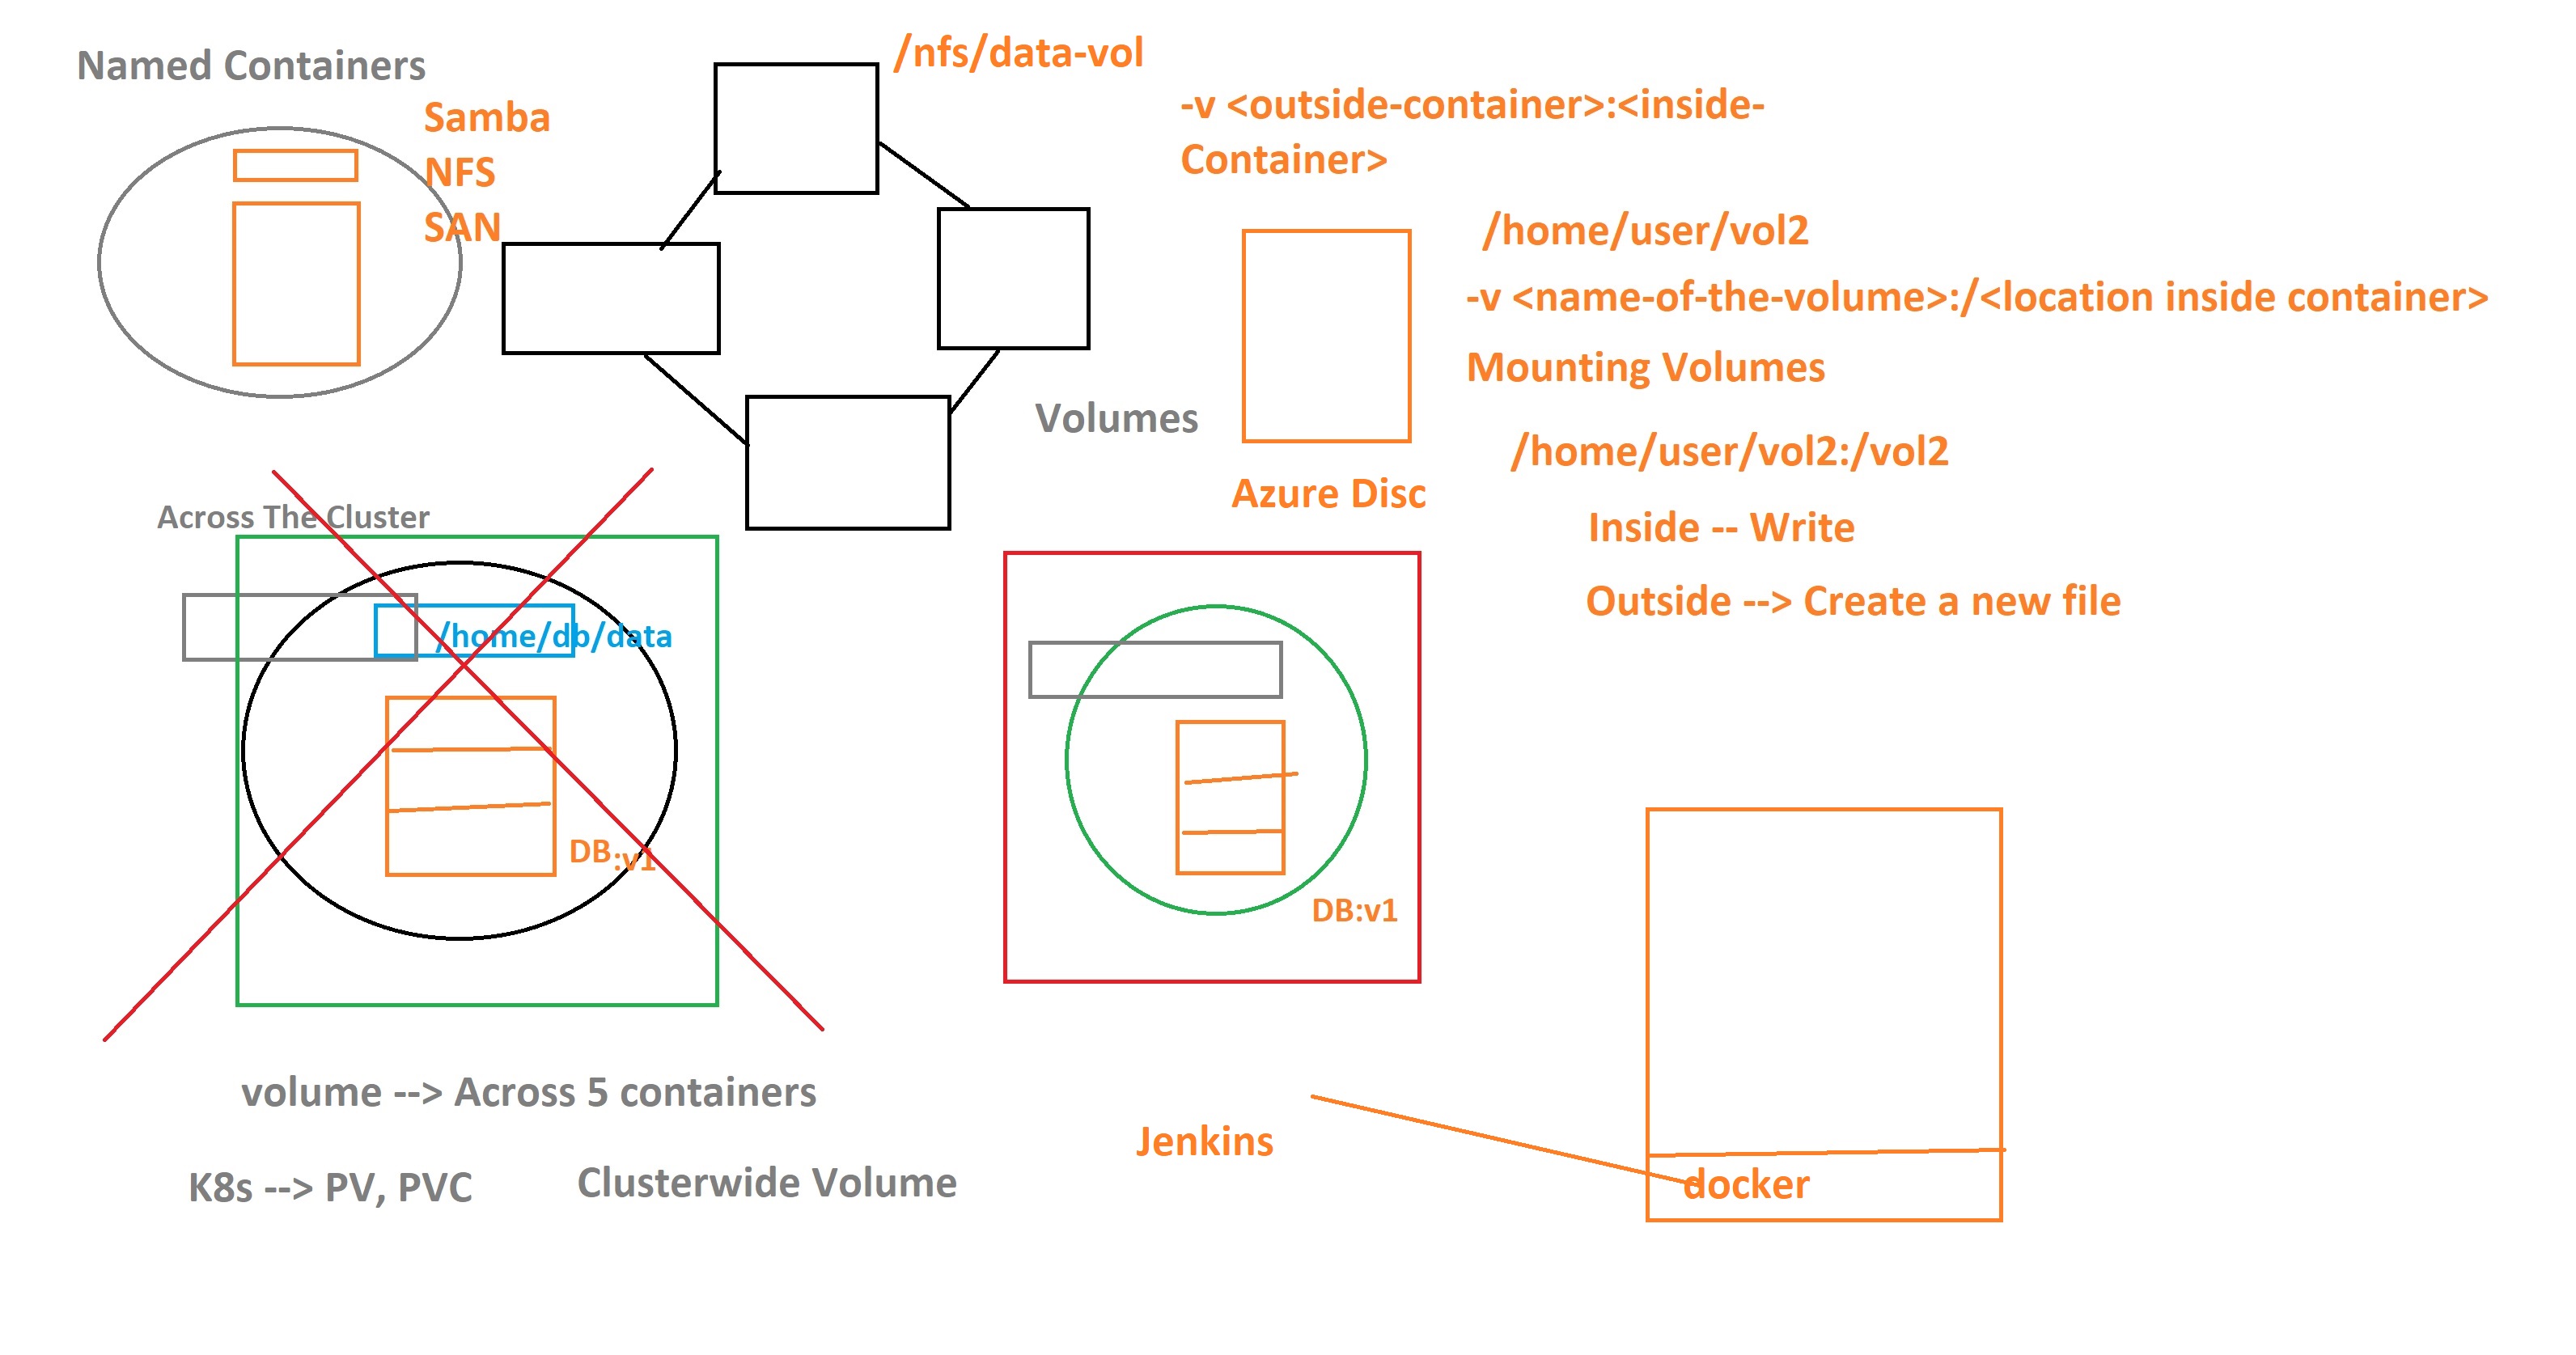 Named Containers
Samba
NFS
SAN
/nfs/data-vol
-v <outside-container>:<inside-
Container>
/home/user/vol2
-v <name-of-the-volume>:/<location inside container>
Mounting Volumes
Volumes
/home/user/vol2:/vol2
Azure Disc
Inside -- Write
Outside --> Create a new file
Across The Cluster
/home/db/data
DB:v1
DB:v1
volume --> Across 5 containers
K8s --> PV, PVC
Clusterwide Volume
Jenkins
docker